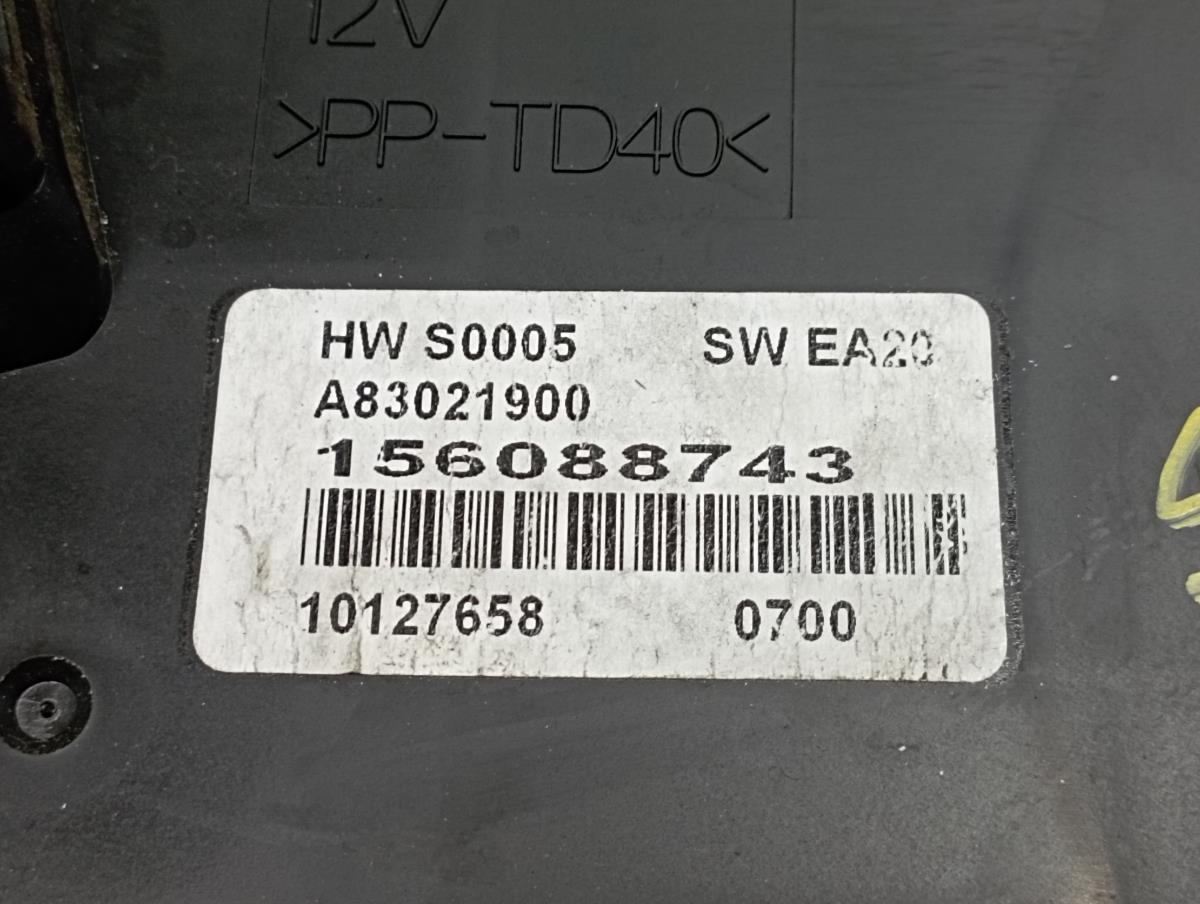 12V
>PP-TD40<
HW S0005 SW EA20
A83021900
156088743
10127658 0700